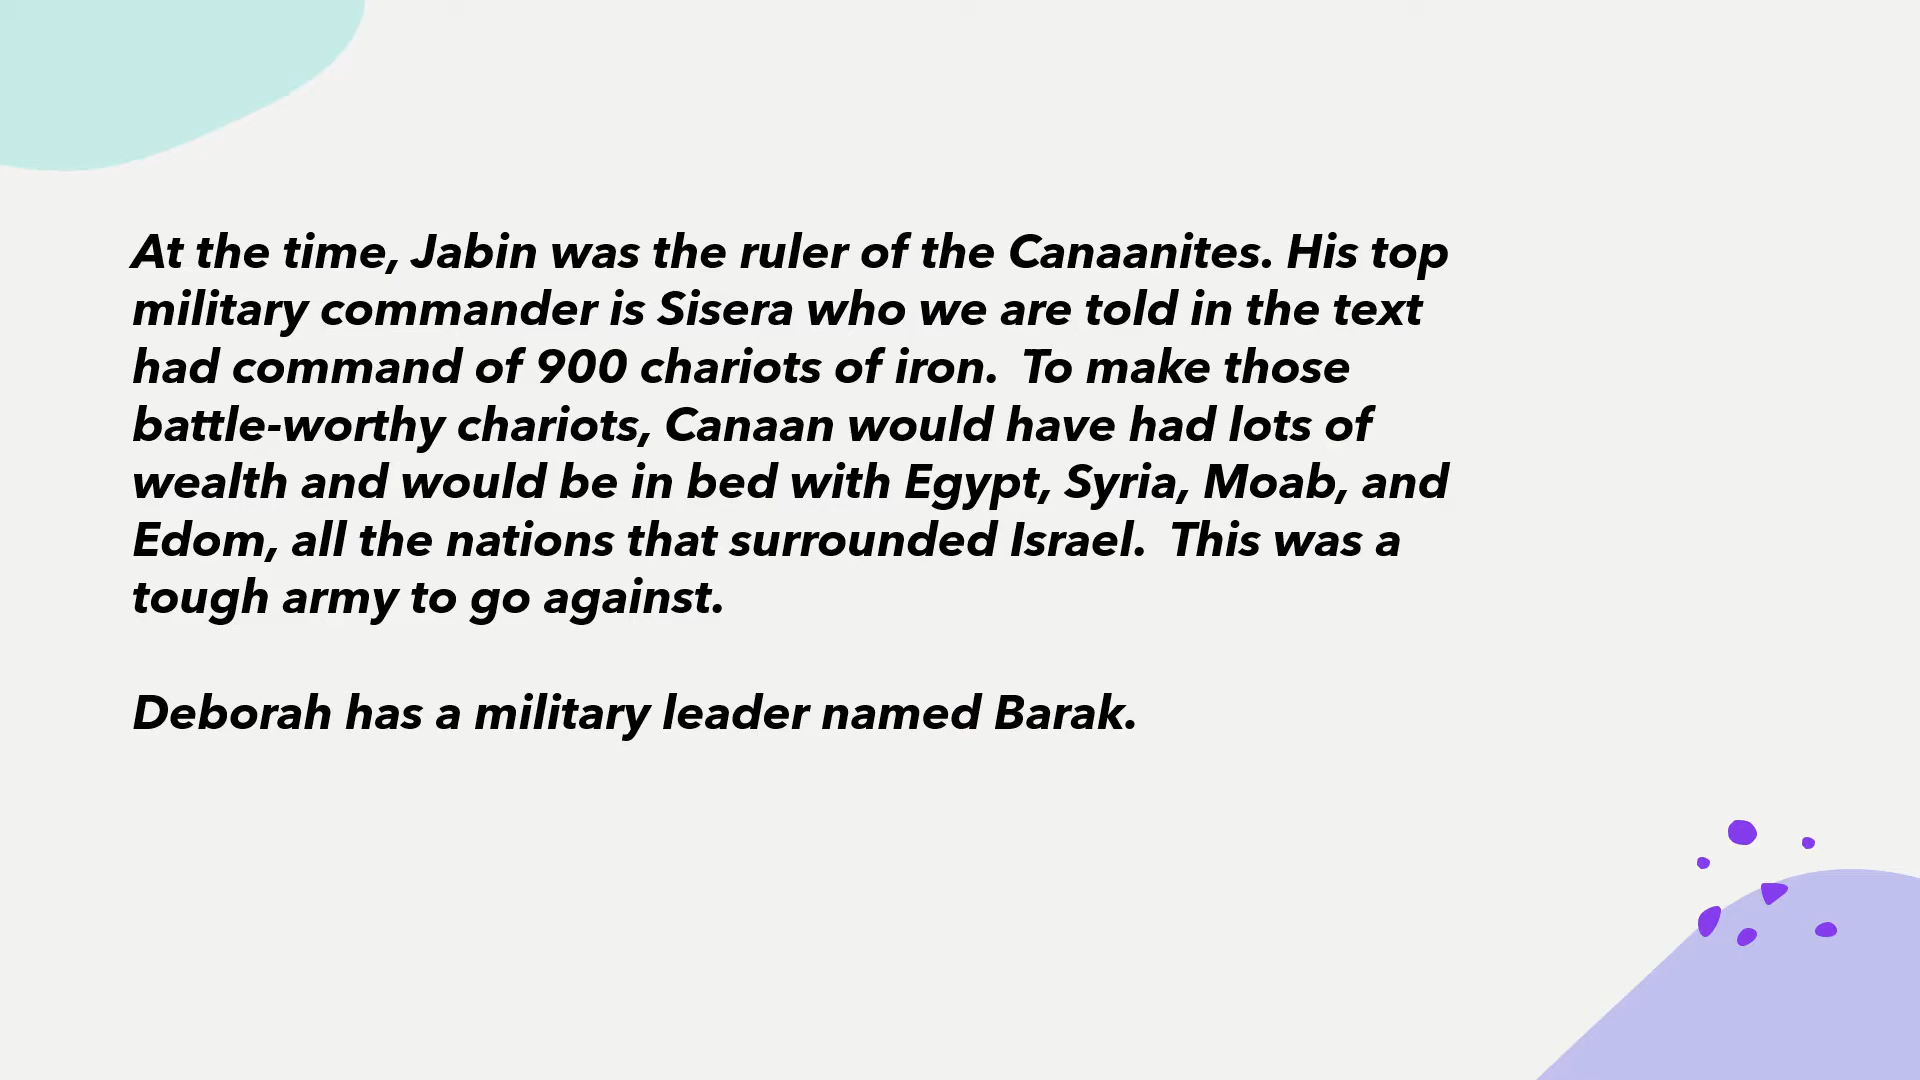 At the time, Jabin was the ruler of the Canaanites. His top
military commander is Sisera who we are told in the text
had command of 900 chariots of iron.  To make those
battle-worthy chariots, Canaan would have had lots of
wealth and would be in bed with Egypt, Syria, Moab, and
Edom, all the nations that surrounded Israel.  This was a
tough army to go against.
Deborah has a military leader named Barak.